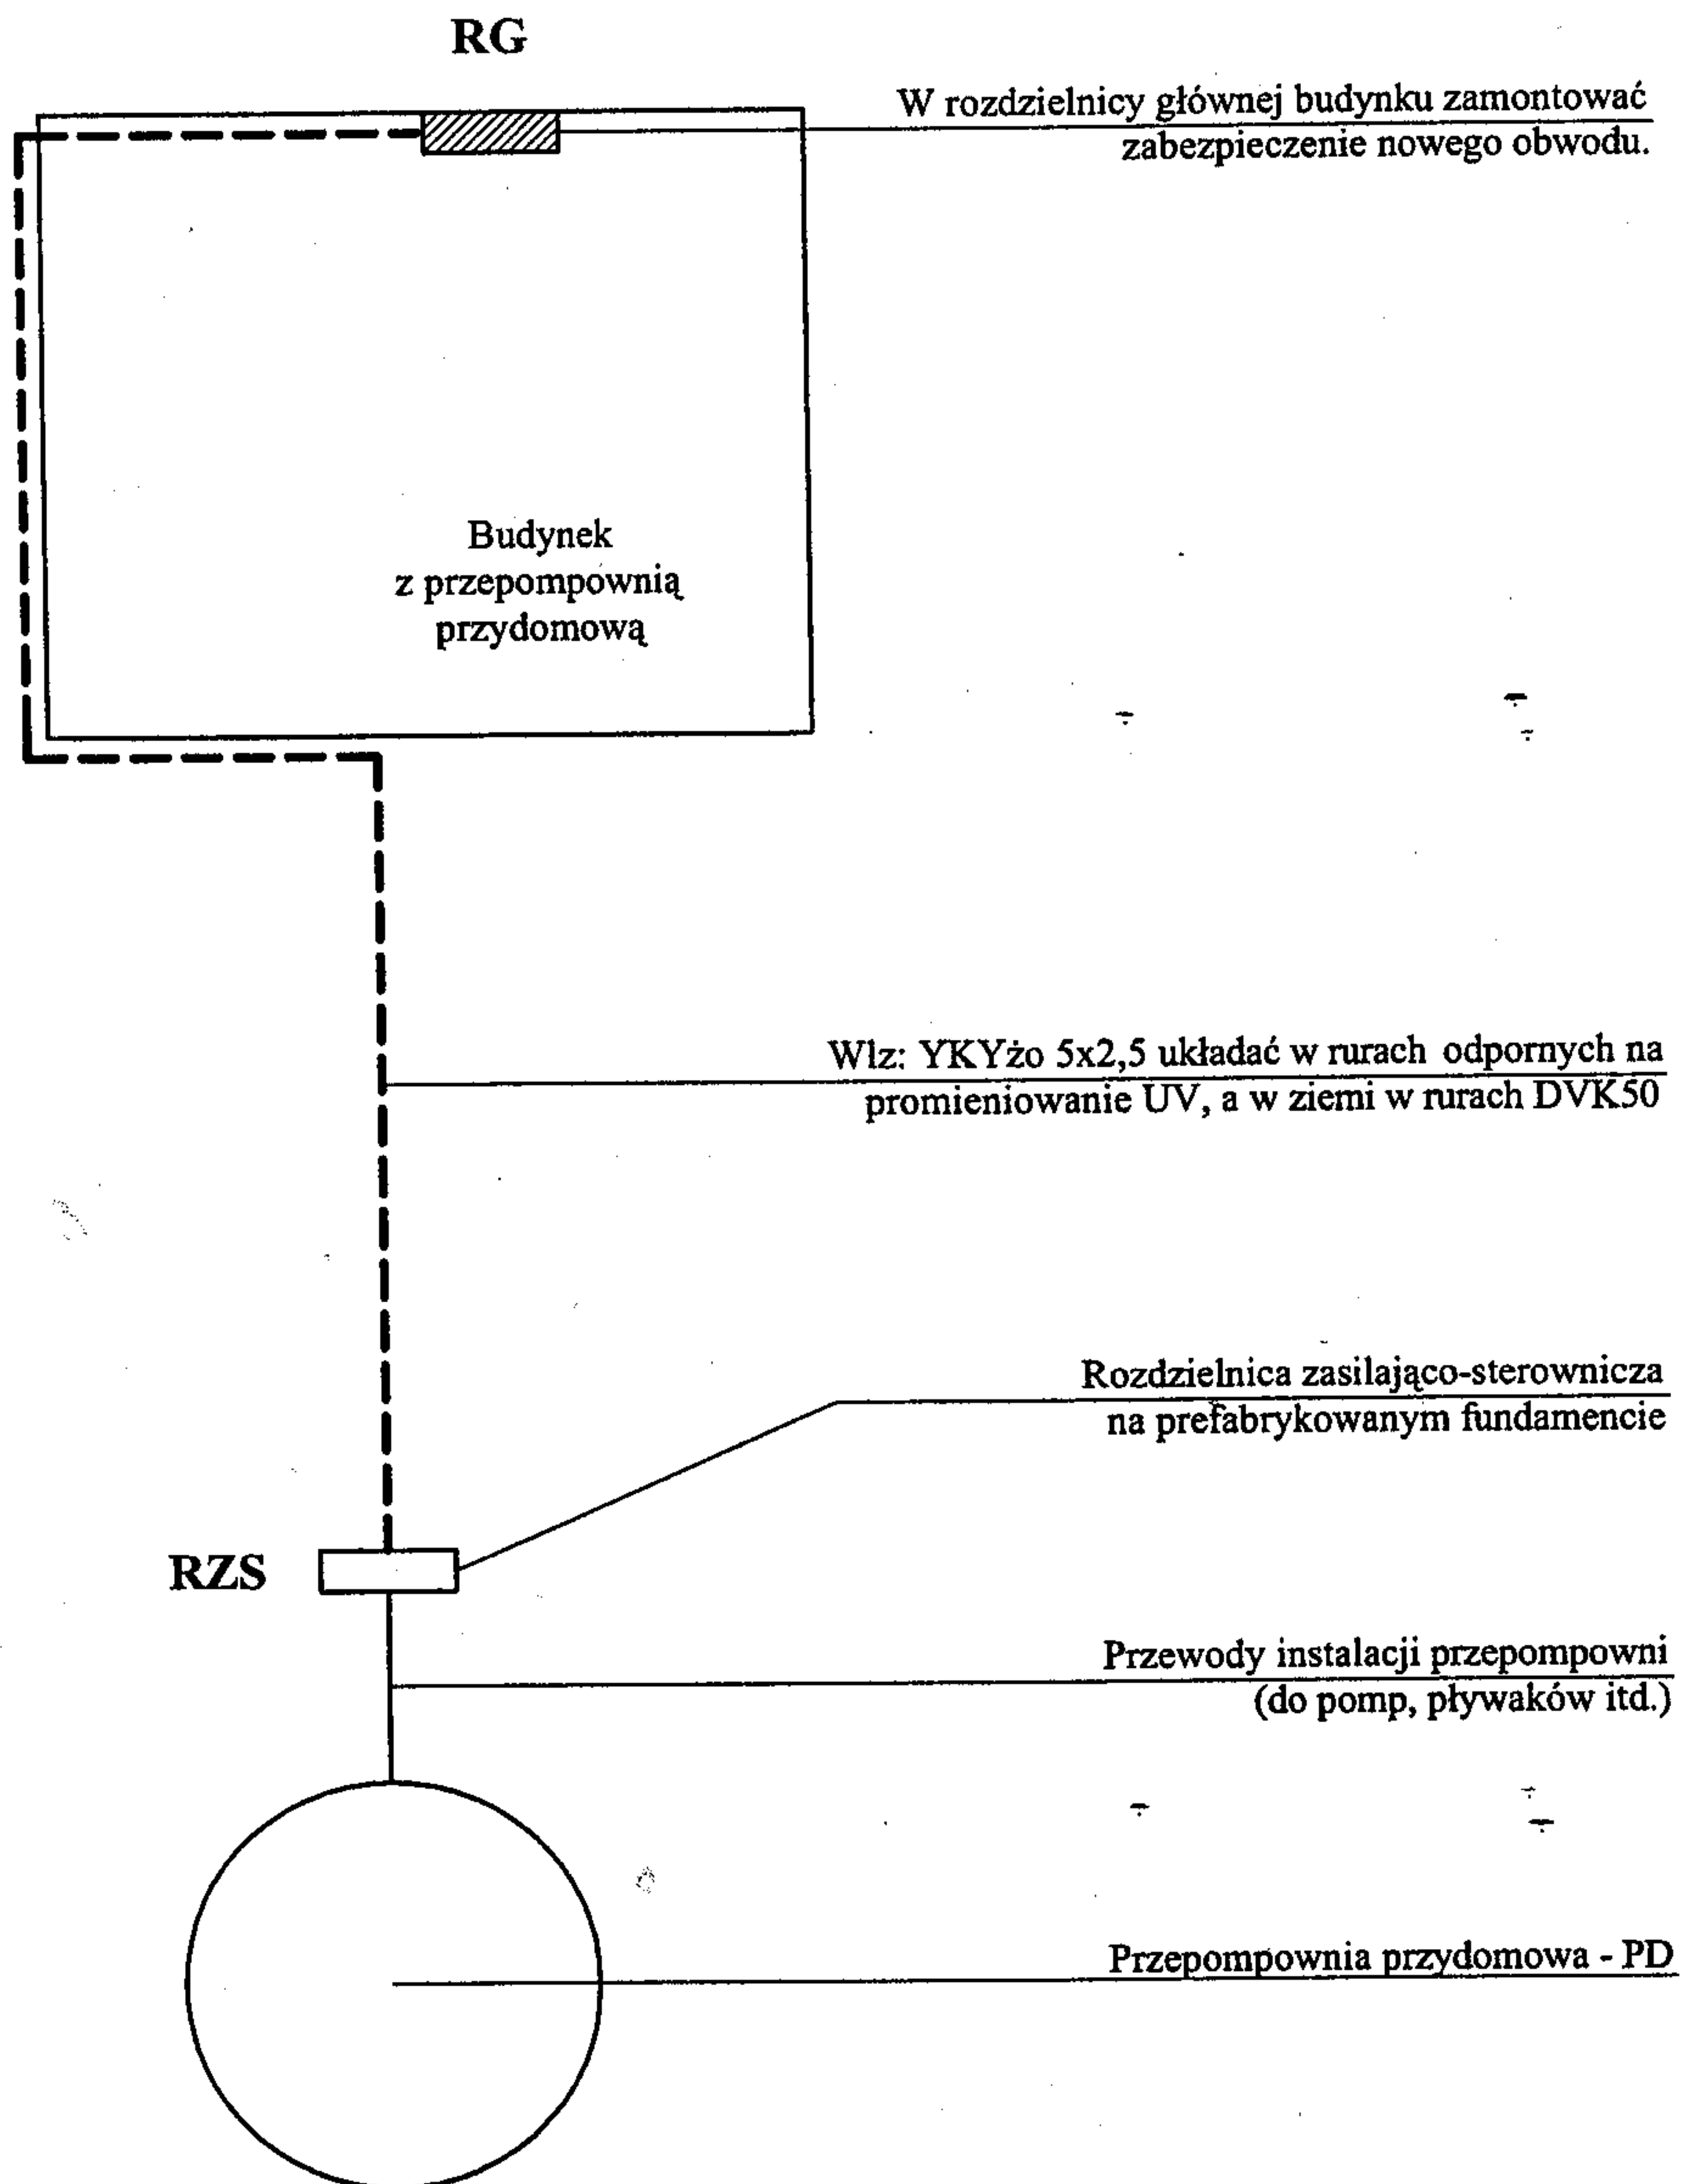 RG
W rozdzielnicy głównej budynku zamontować
zabezpieczenie nowego obwodu.
Budynek
z przepompownią
przydomową
Wlz: YKYżo 5x2,5 układać w rurach odpornych na
promieniowanie UV, a w ziemi w rurach DVK50
Rozdzielnica zasilająco-sterownicza
na prefabrykowanym fundamencie
RZS
Przewody instalacji przepompowni
(do pomp, pływaków itd.)
Przepompownia przydomowa - PD